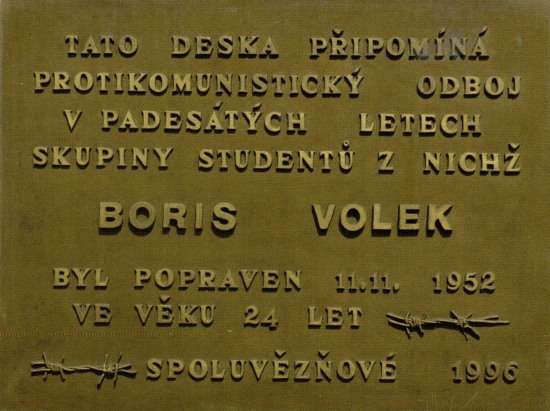 TATO DESKA PŘIPOMÍNÁ
PROTIKOMUNISTICKÝ ODBOJ
V PADESÁTÝCH LETECH
SKUPINY STUDENTŮ Z NICHŽ
BORIS VOLEK
BYL POPRAVEN 11.11. 1952
VE VĚKU 24 LET
SPOLUVĚZŇOVÉ 1996